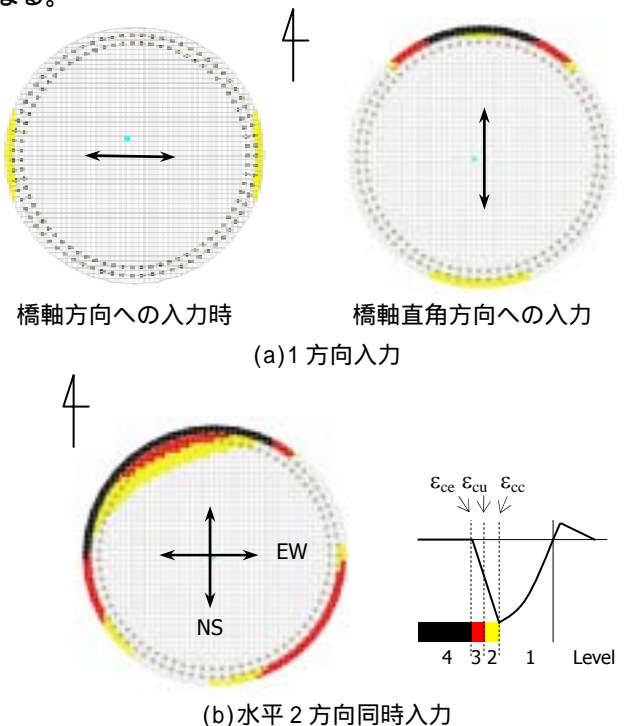 まる。
橋軸方向への入力時
橋軸直角方向への入力
(a)1 方向入力
εce εcu εcc
EW
NS
4 3 2 1 Level
(b)水平 2 方向同時入力